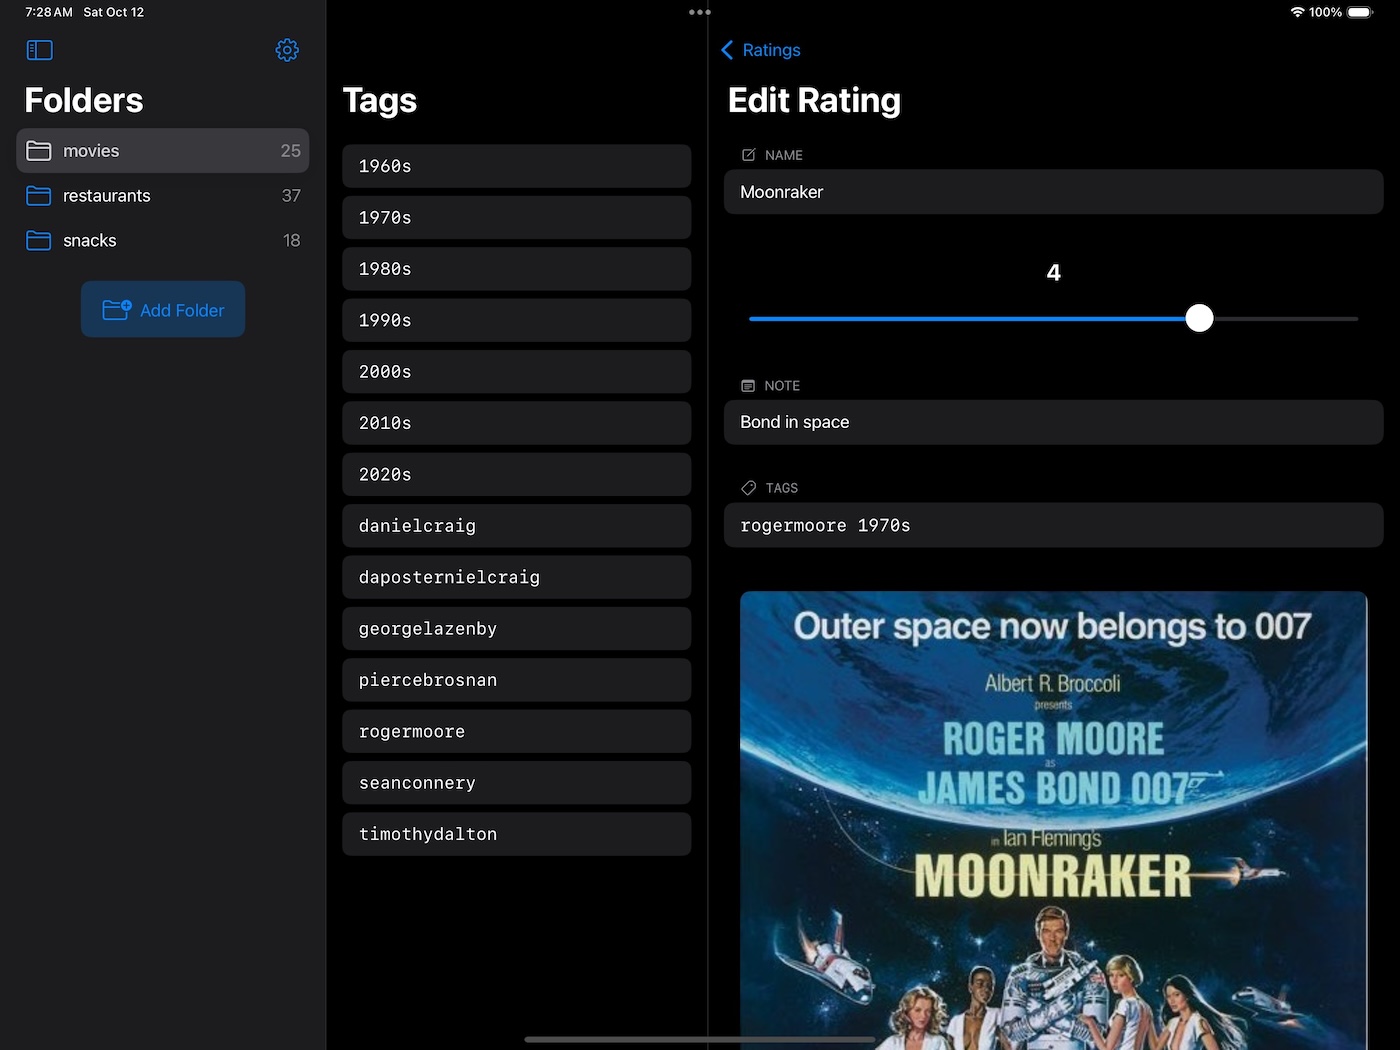 7:28 AM Sat Oct 12
100%
Folders
movies 25
restaurants 37
snacks 18
Add Folder
Tags
1960s
1970s
1980s
1990s
2000s
2010s
2020s
danielcraig
daposternielcraig
georgelazenby
piercebrosnan
rogermoore
seanconnery
timothydalton
Ratings
Edit Rating
NAME
Moonraker
4
NOTE
Bond in space
TAGS
rogermoore 1970s
Outer space now belongs to 007
Albert R. Broccoli
presents
ROGER MOORE
as
JAMES BOND 007
in Ian Fleming's
MOONRAKER